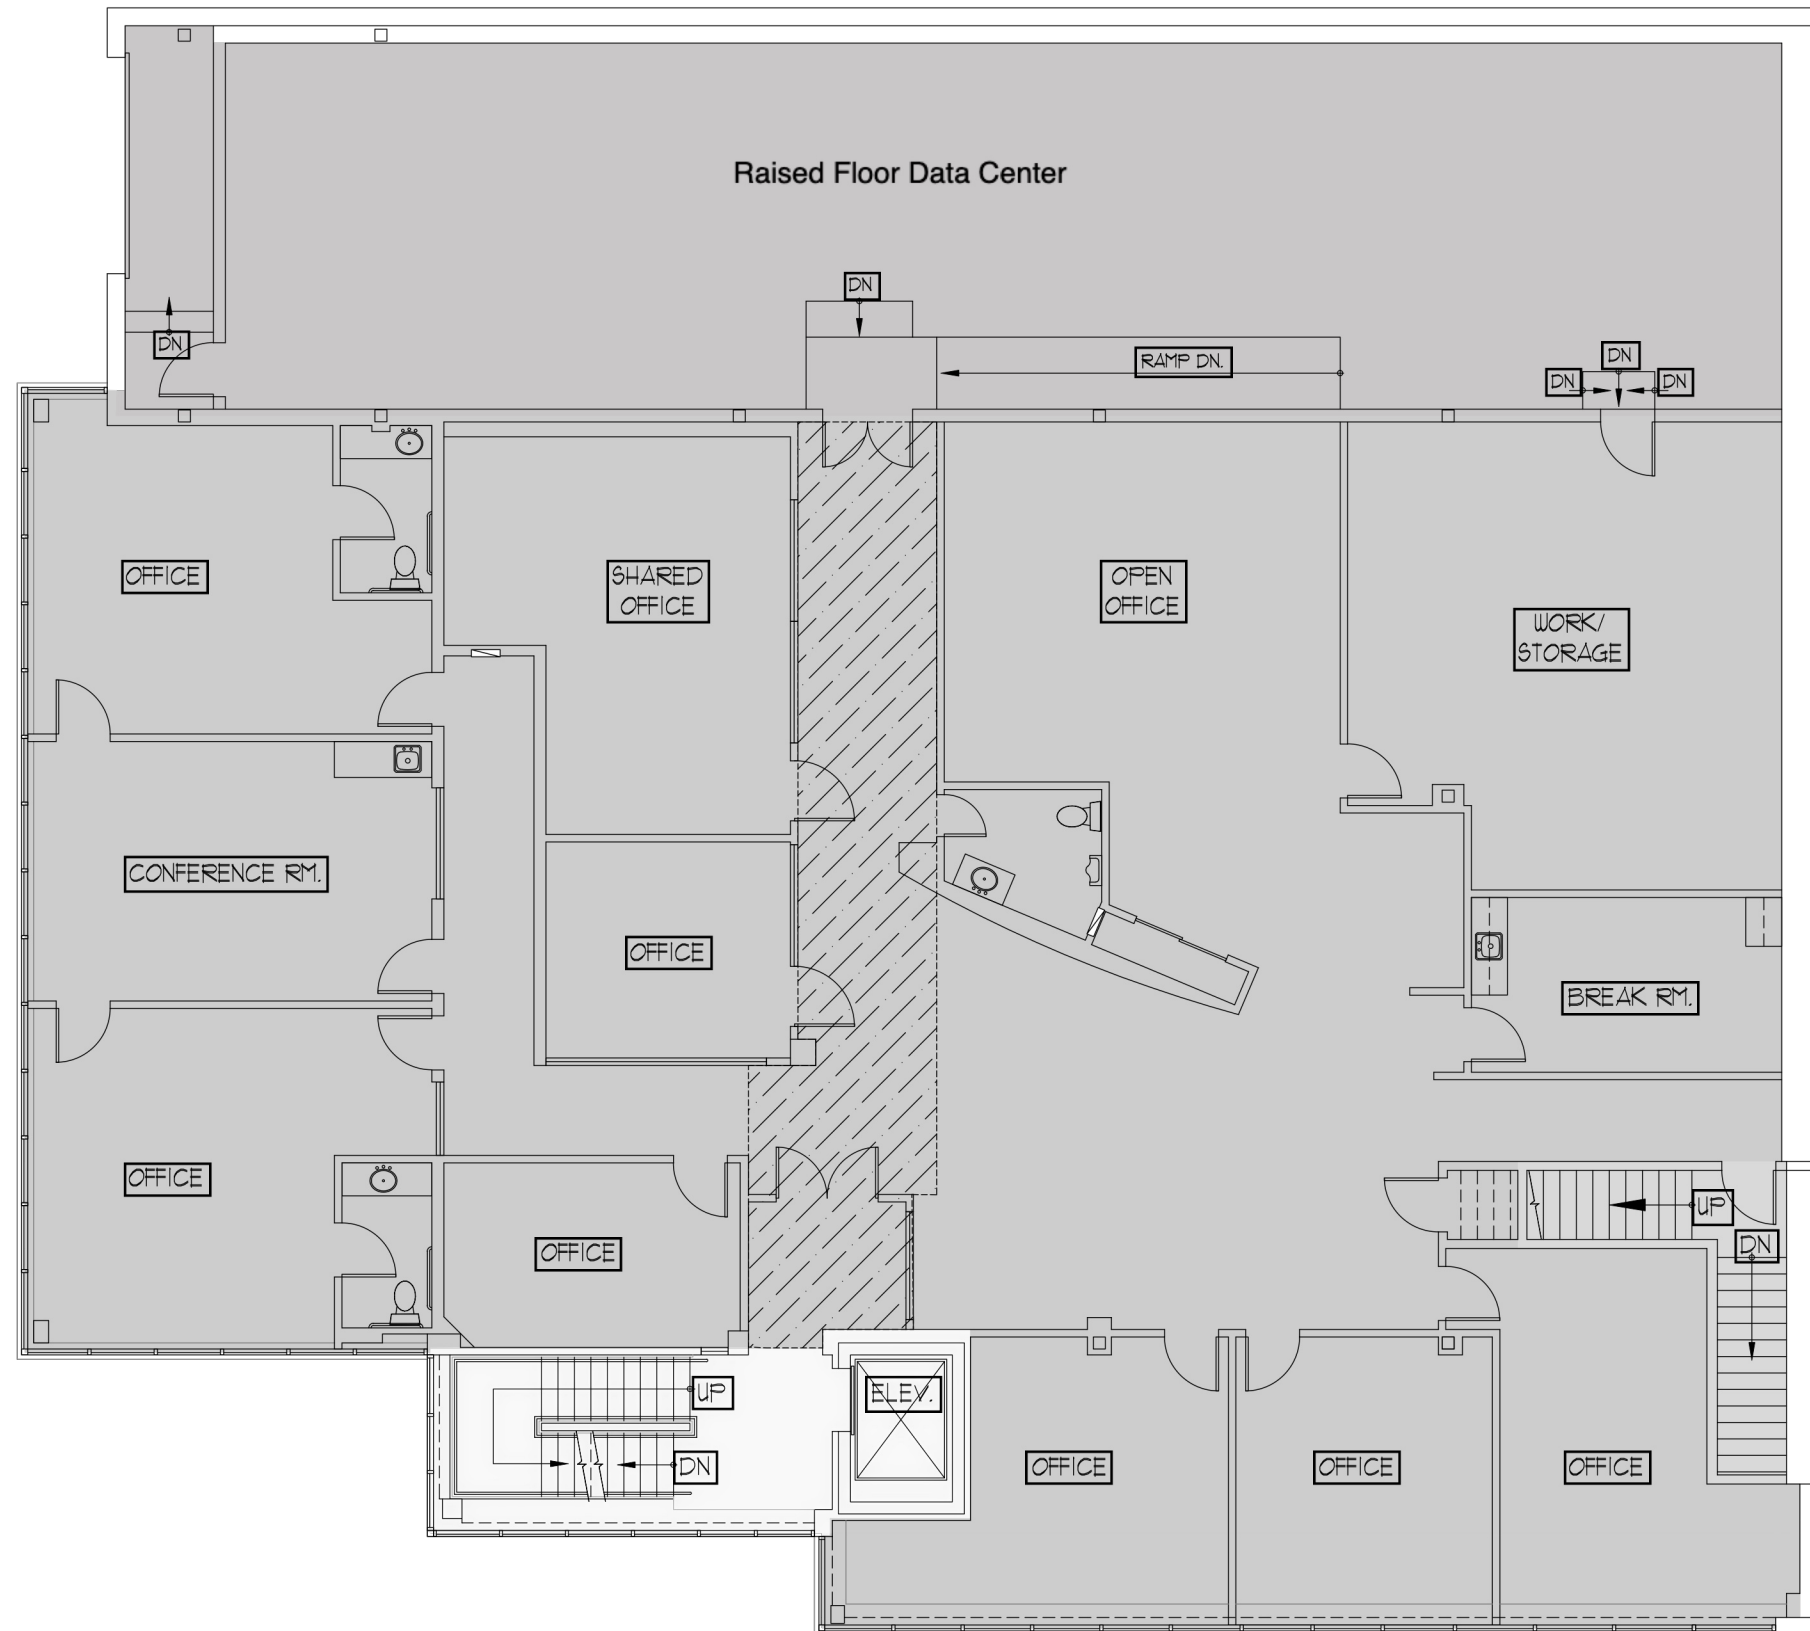 Raised Floor Data Center
DN
DN
RAMP DN.
DN
DN
DN
OFFICE
SHARED
OFFICE
OPEN
OFFICE
WORK/
STORAGE
CONFERENCE RM.
OFFICE
BREAK RM.
OFFICE
OFFICE
UP
DN
UP
ELEV.
DN
OFFICE
OFFICE
OFFICE